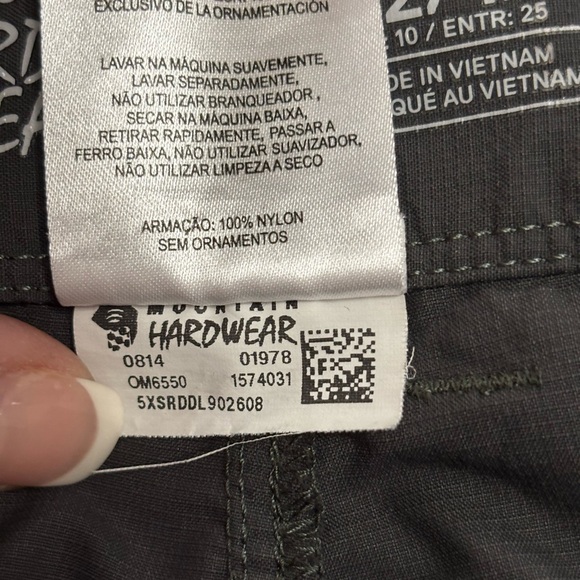 EXCLUSIVO DE LA ORNAMENTACIÓN
LAVAR NA MÁQUINA SUAVEMENTE,
LAVAR SEPARADAMENTE,
NÃO UTILIZAR BRANQUEADOR ,
SECAR NA MÁQUINA BAIXA,
RETIRAR RAPIDAMENTE, PASSAR A
FERRO BAIXA, NÃO UTILIZAR SUAVIZADOR,
NÃO UTILIZAR LIMPEZA A SECO
ARMAÇÃO: 100% NYLON
SEM ORNAMENTOS
10 / ENTR: 25
DE IN VIETNAM
QUÉ AU VIETNAM
MOUNTAIN
HARDWEAR
0814 01978
OM6550 1574031
5XSRDDL902608